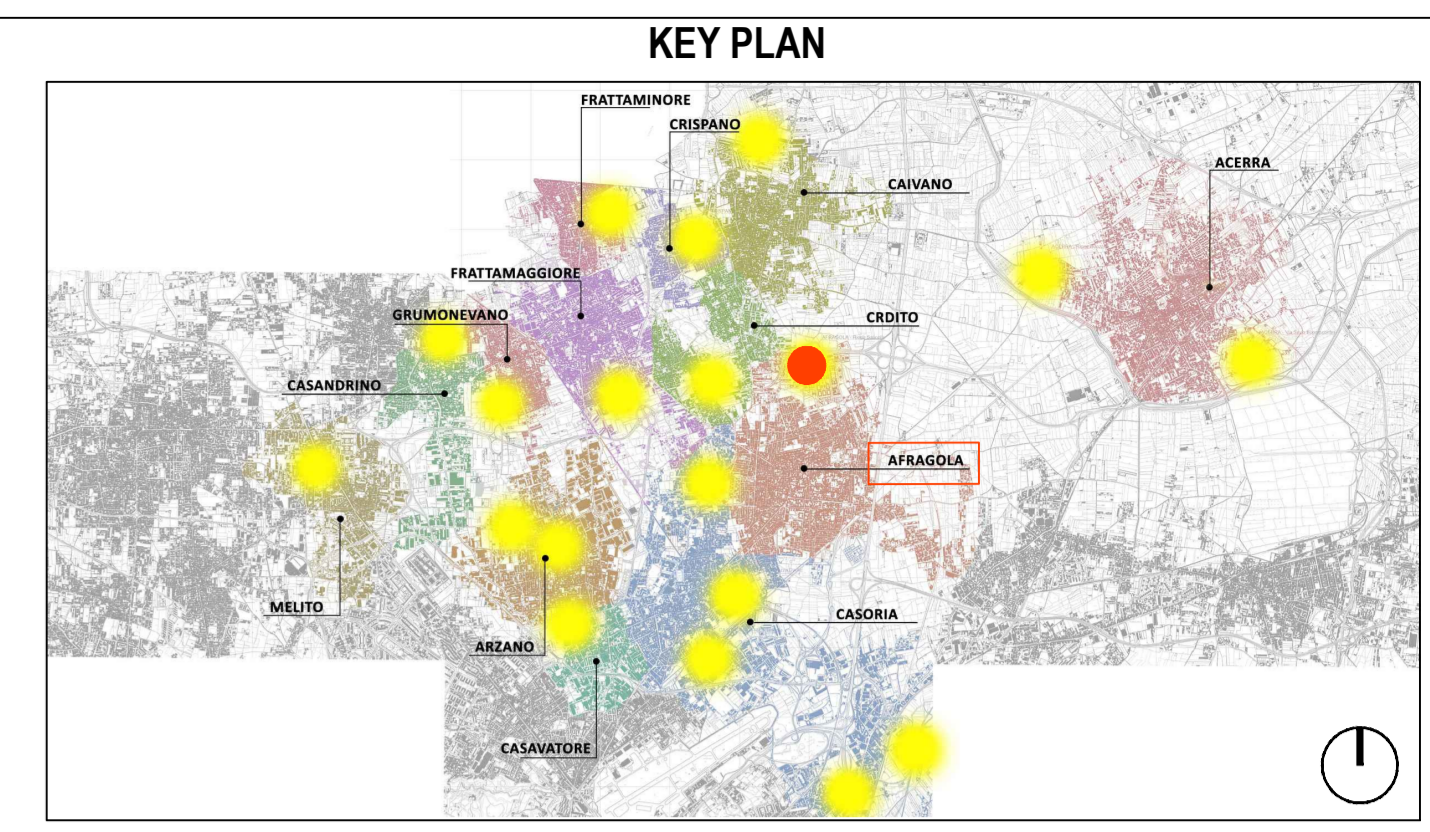 KEY PLAN
FRATTAMINORE
CRISPANO
ACERRA
CAIVANO
FRATTAMAGGIORE
GRUMONEVANO
CRDITO
CASANDRINO
AFRAGOLA
MELITO
CASORIA
ARZANO
CASAVATORE